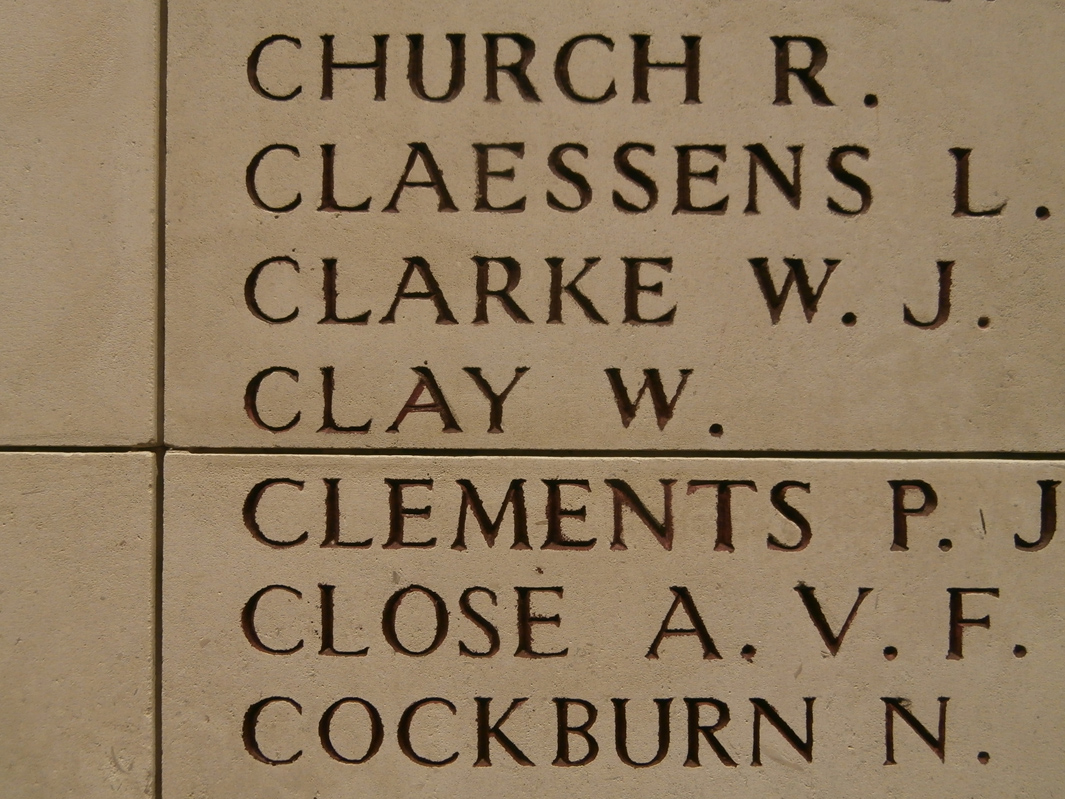 CHURCH R.
CLAESSENS L.
CLARKE W. J.
CLAY W.
CLEMENTS P. J
CLOSE A. V. F.
COCKBURN N.